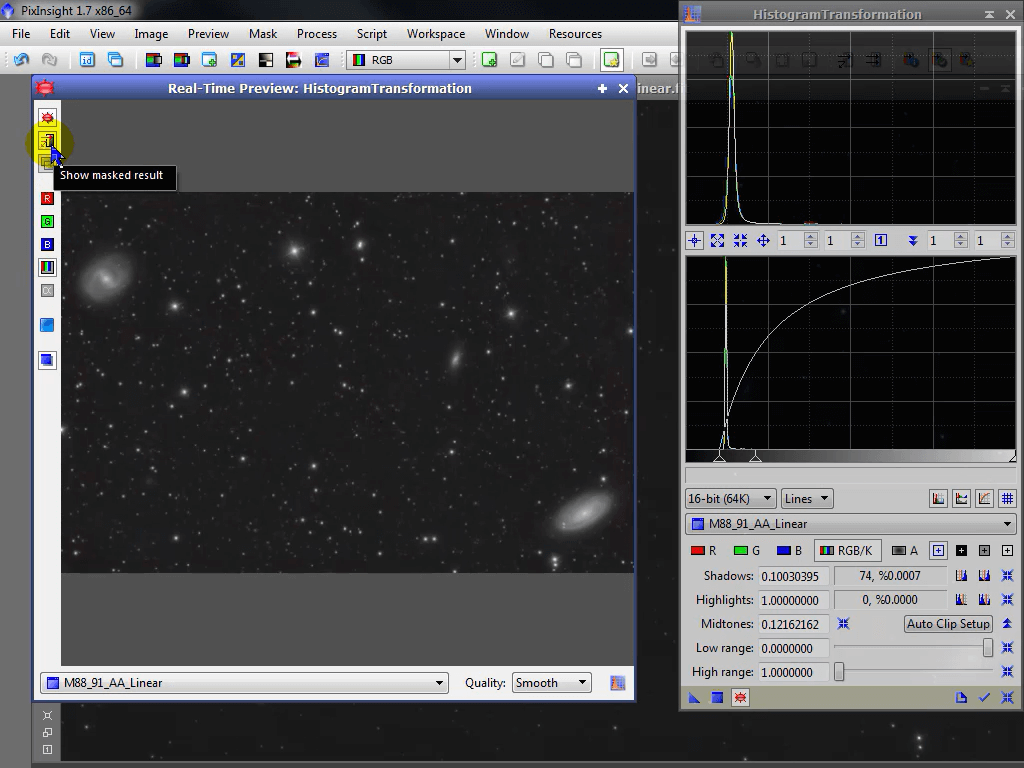 PixInsight 1.7 x86_64
File Edit View Image Preview Mask Process Script Workspace Window Resources
id RGB
Real-Time Preview: HistogramTransformation
inear.f
Show masked result
R
G
B
α
M88_91_AA_Linear Quality: Smooth
HistogramTransformation
1 1 1 1 1
16-bit (64K) Lines
M88_91_AA_Linear
R G B RGB/K A
Shadows: 0.10030395 74, %0.0007
Highlights: 1.00000000 0, %0.0000
Midtones: 0.12162162 Auto Clip Setup
Low range: 0.0000000
High range: 1.0000000